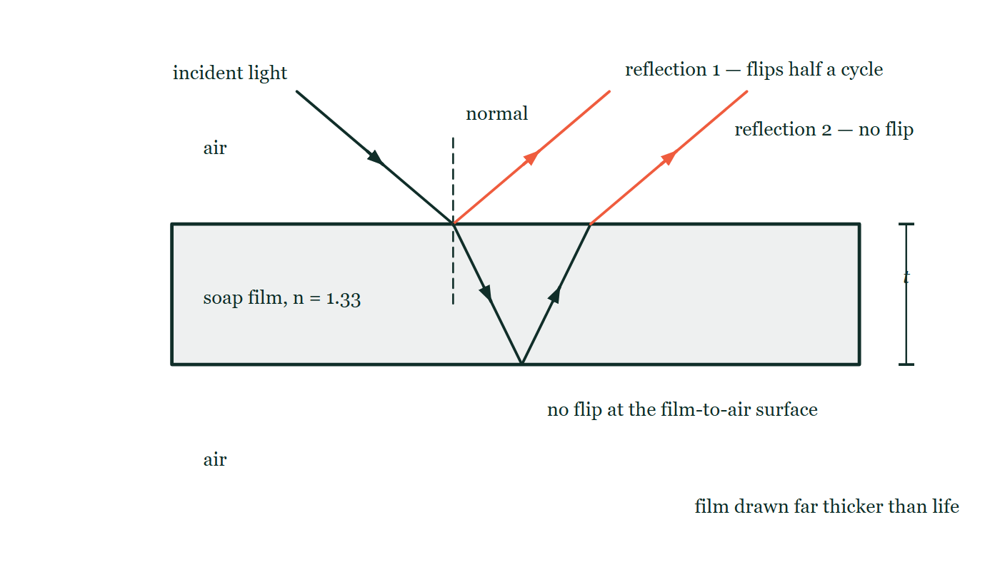 incident light
reflection 1 — flips half a cycle
normal
reflection 2 — no flip
air
t
soap film, n = 1.33
no flip at the film-to-air surface
air
film drawn far thicker than life